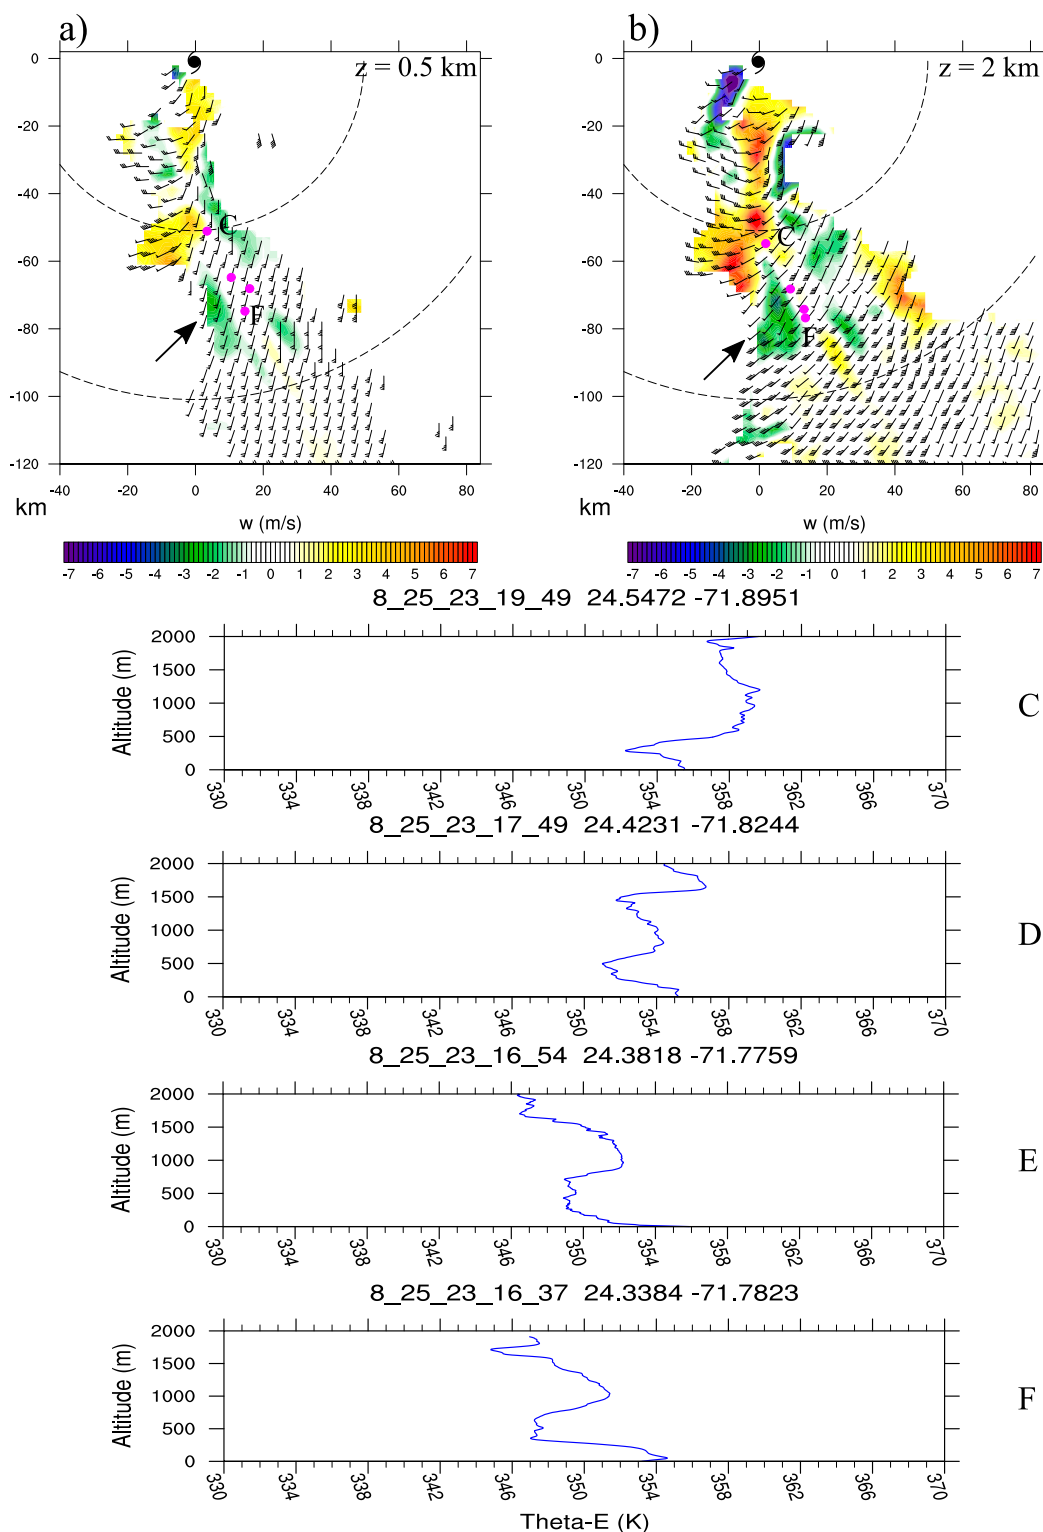 a)
b)
z = 0.5 km
z = 2 km
0
-20
-40
-60
-80
-100
-120
C
F
-40 -20 0 20 40 60 80
km
w (m/s)
-7 -6 -5 -4 -3 -2 -1 0 1 2 3 4 5 6 7
0
-20
-40
-60
-80
-100
-120
C
F
-40 -20 0 20 40 60 80
km
w (m/s)
-7 -6 -5 -4 -3 -2 -1 0 1 2 3 4 5 6 7
8_25_23_19_49 24.5472 -71.8951
Altitude (m)
2000
1500
1000
500
0
C
330 334 338 342 346 350 354 358 362 366 370
8_25_23_17_49 24.4231 -71.8244
Altitude (m)
2000
1500
1000
500
0
D
330 334 338 342 346 350 354 358 362 366 370
8_25_23_16_54 24.3818 -71.7759
Altitude (m)
2000
1500
1000
500
0
E
330 334 338 342 346 350 354 358 362 366 370
8_25_23_16_37 24.3384 -71.7823
Altitude (m)
2000
1500
1000
500
0
F
330 334 338 342 346 350 354 358 362 366 370
Theta-E (K)